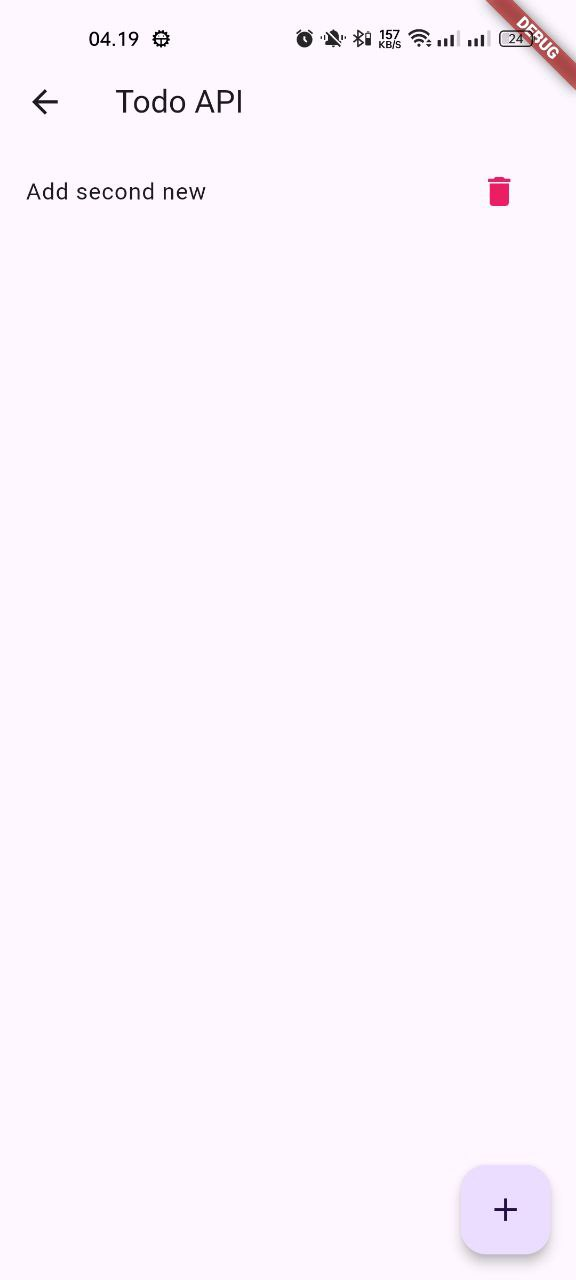 04.19
157
KB/S
24
DEBUG
Todo API
Add second new